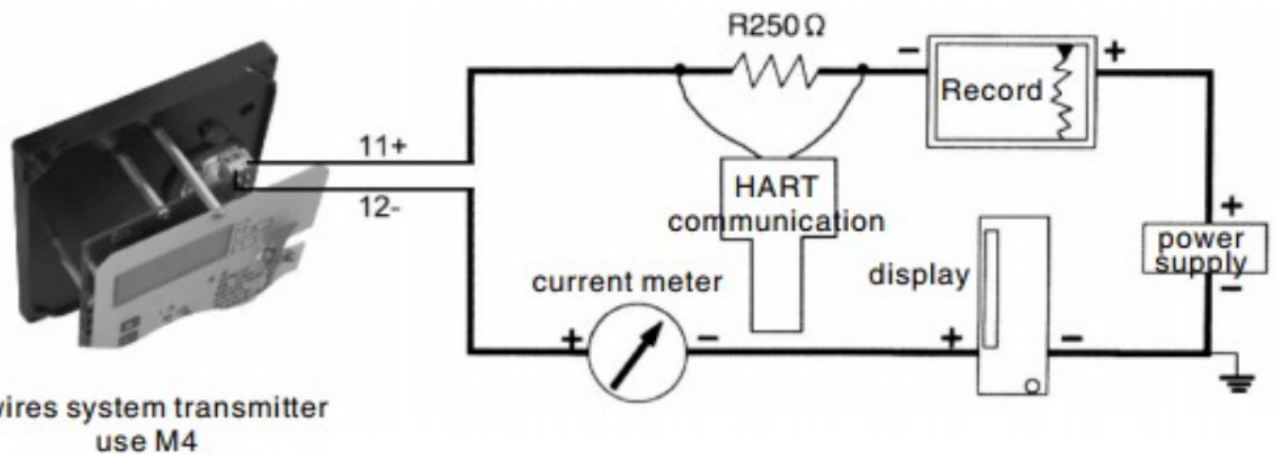 R250Ω
Record
11+
12-
HART
communication
power
supply
display
current meter
wires system transmitter
use M4